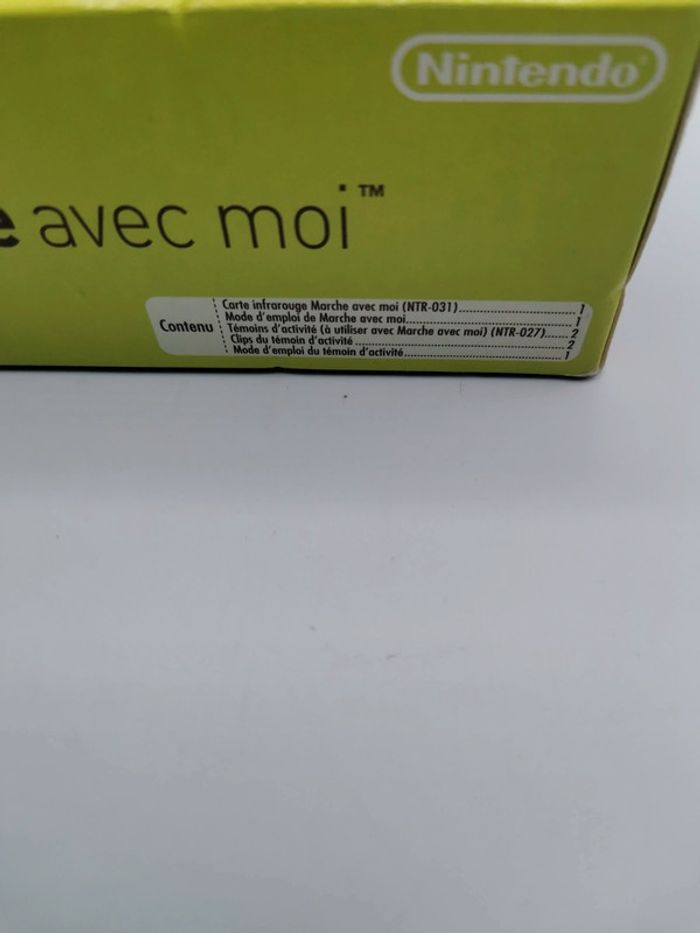 Nintendo
e avec moi™
Contenu
Carte infrarouge Marche avec moi (NTR-031)..........1
Mode d'emploi de Marche avec moi..........1
Témoins d'activité (à utiliser avec Marche avec moi) (NTR-027)..........2
Clips du témoin d'activité..........2
Mode d'emploi du témoin d'activité..........1